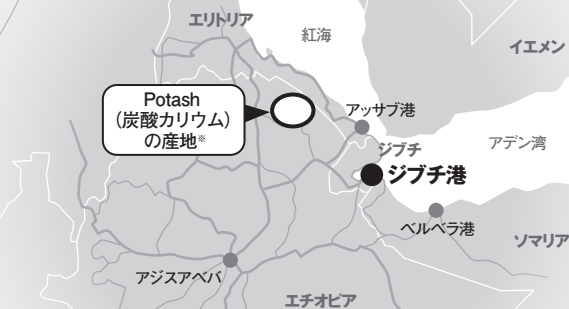 エリトリア
紅海
イエメン
Potash
（炭酸カリウム）
の産地※
アッサブ港
アデン湾
ジブチ
ジブチ港
ベルベラ港
ソマリア
アジスアベバ
エチオピア